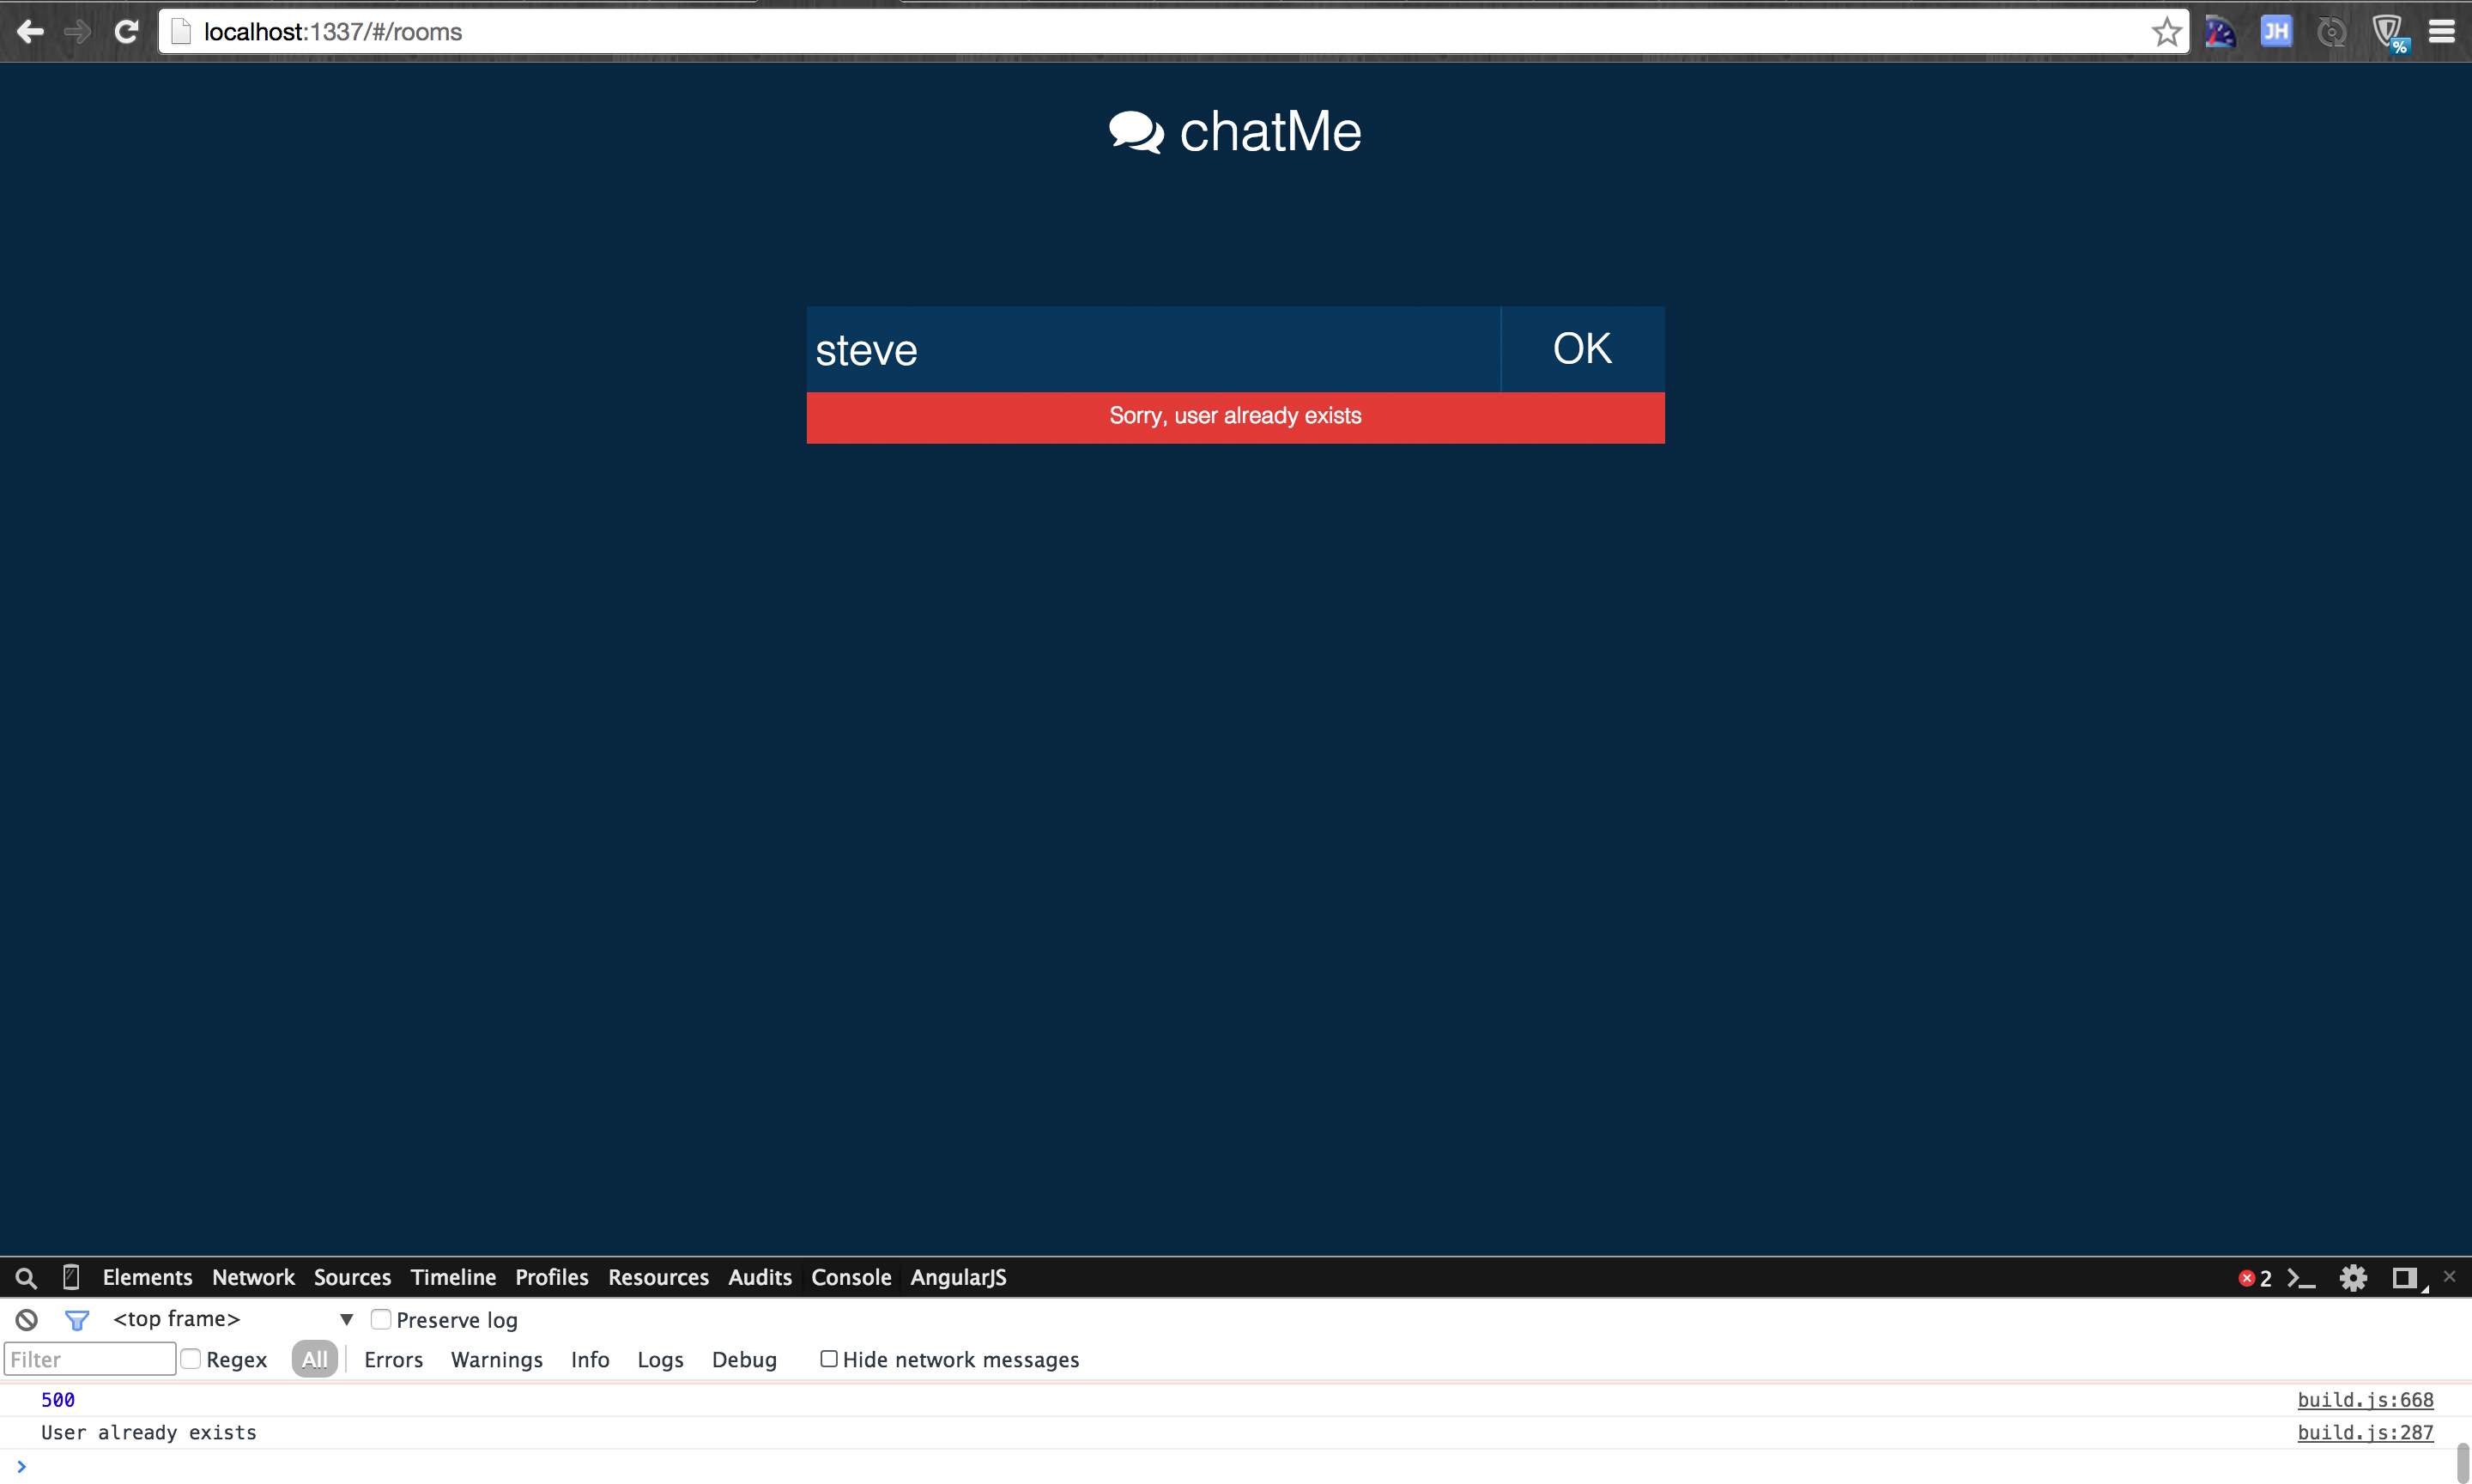 localhost:1337/#/rooms
JH
%
chatMe
steve OK
Sorry, user already exists
Elements Network Sources Timeline Profiles Resources Audits Console AngularJS 2
<top frame> ▼ Preserve log
Filter Regex All Errors Warnings Info Logs Debug Hide network messages
500 build.js:668
User already exists build.js:287
>